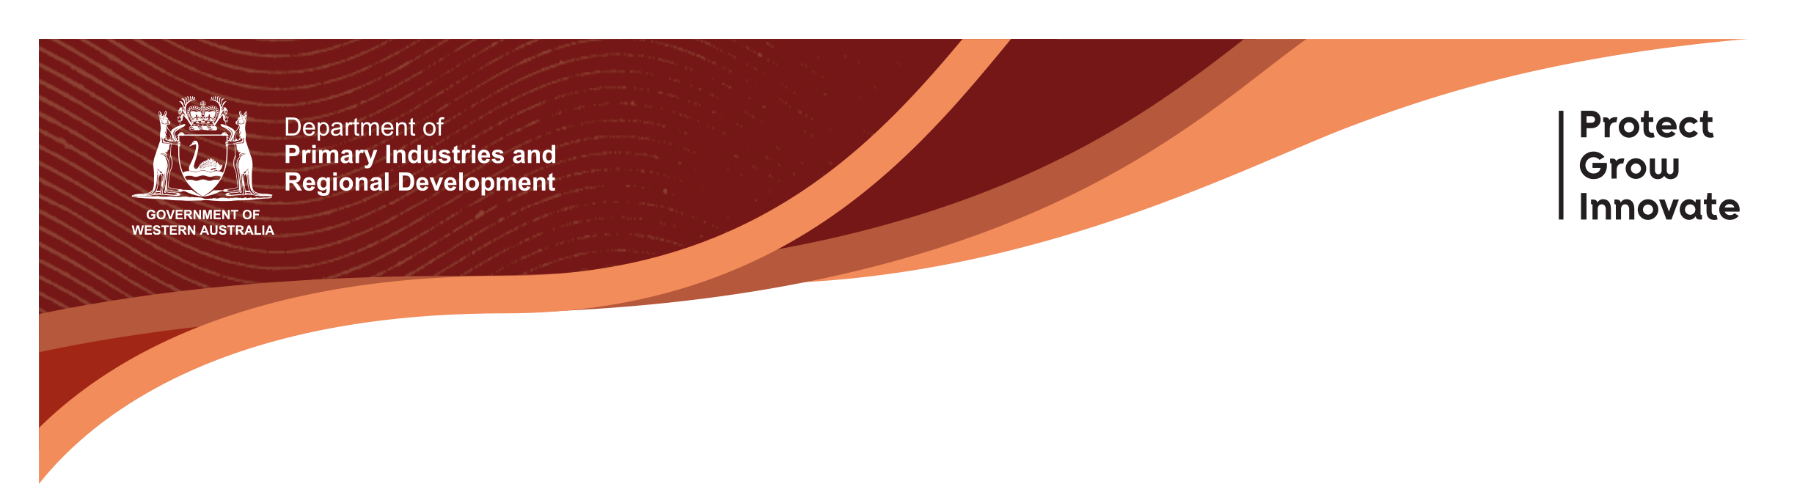 Department of
Primary Industries and
Regional Development
GOVERNMENT OF
WESTERN AUSTRALIA
Protect
Grow
Innovate